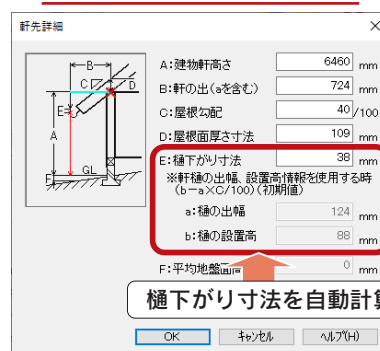 軒先詳細
B
C
D
E
A
GL
F
A:建物軒高さ 6460 mm
B:軒の出(aを含む) 724 mm
C:屋根勾配 40 /100
D:屋根面厚さ寸法 109 mm
E:樋下がり寸法 38 mm
※軒樋の出幅、設置高情報を使用する時
(b-a×C/100)(初期値)
a:樋の出幅 124 mm
b:樋の設置高 88 mm
F:平均地盤面高 0 mm
樋下がり寸法を自動計算
OK キャンセル ヘルプ(H)